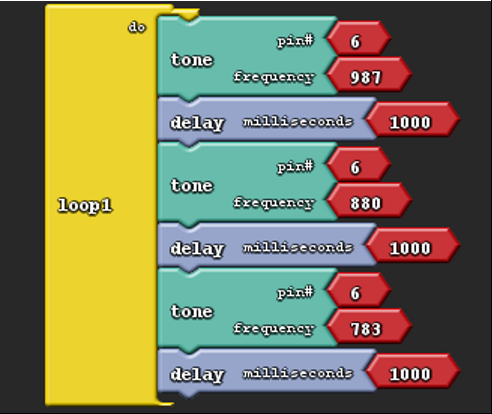 do
pin# 6
tone
frequency 987
delay milliseconds 1000
pin# 6
tone
frequency 880
loop1
delay milliseconds 1000
pin# 6
tone
frequency 783
delay milliseconds 1000